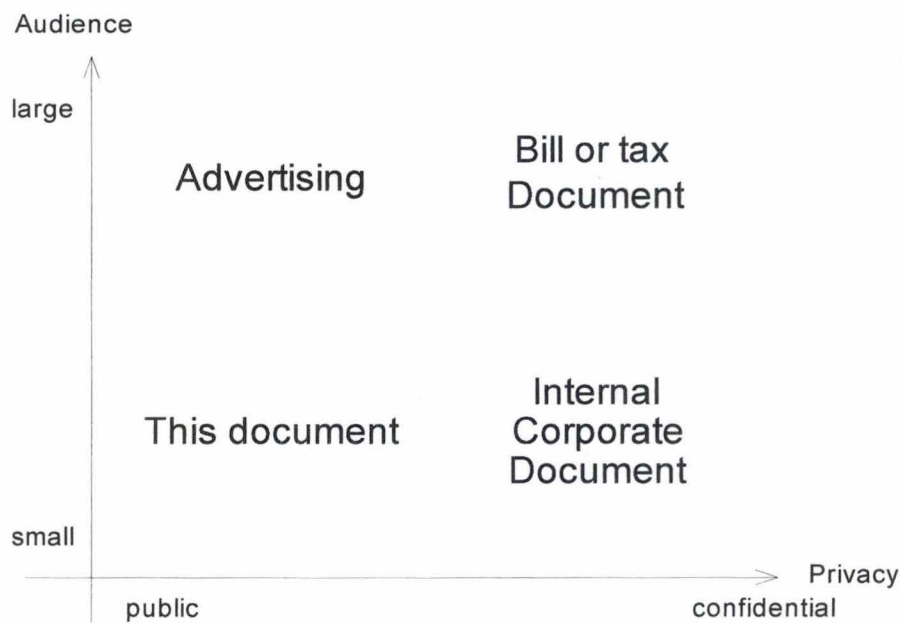 Audience
large
Advertising
Bill or tax
Document
This document
Internal
Corporate
Document
small
Privacy
public
confidential